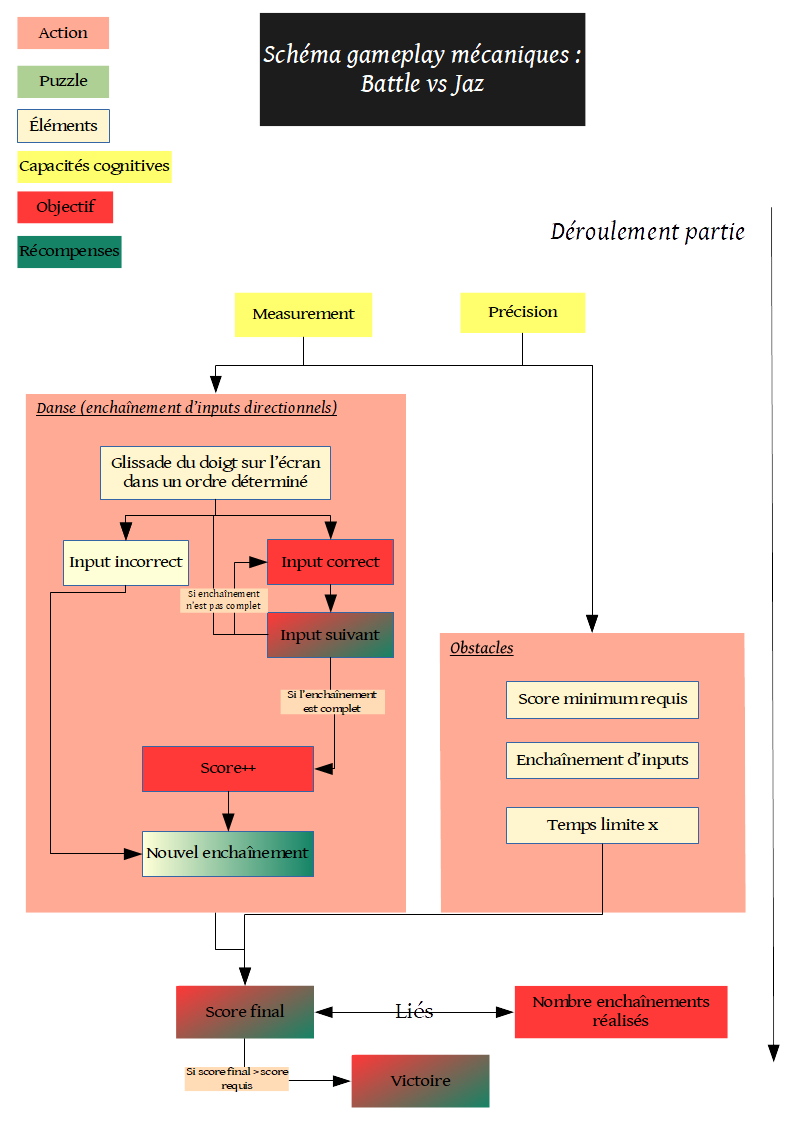 Action
Schéma gameplay mécaniques :
Battle vs Jaz
Puzzle
Éléments
Capacités cognitives
Objectif
Récompenses
Déroulement partie
Measurement
Précision
Danse (enchaînement d'inputs directionnels)
Glissade du doigt sur l'écran
dans un ordre déterminé
Input incorrect
Input correct
Si enchaînement
n'est pas complet
Input suivant
Si l'enchaînement
est complet
Score++
Nouvel enchaînement
Obstacles
Score minimum requis
Enchaînement d'inputs
Temps limite x
Score final
Liés
Nombre enchaînements
réalisés
Si score final > score
requis
Victoire